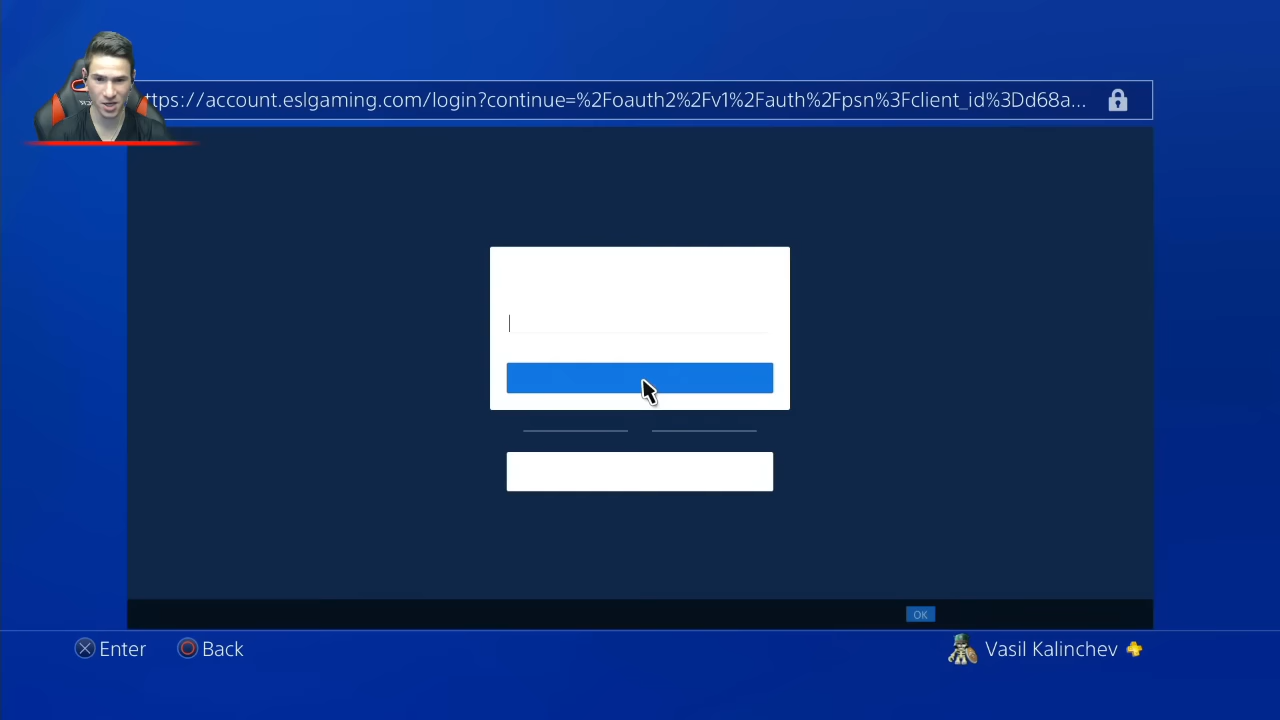 ttps://account.eslgaming.com/login?continue=%2Foauth2%2Fv1%2Fauth%2Fpsn%3Fclient_id%3Dd68a...
OK
Enter
Back
Vasil Kalinchev